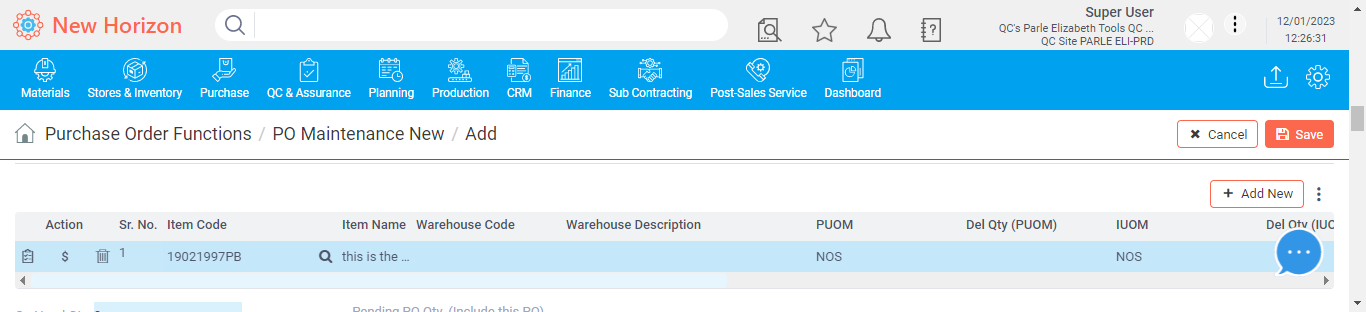 New Horizon
Super User
QC's Parle Elizabeth Tools QC ...
QC Site PARLE ELI-PRD
12/01/2023
12:26:31
Materials Stores & Inventory Purchase QC & Assurance Planning Production CRM Finance Sub Contracting Post-Sales Service Dashboard
Purchase Order Functions / PO Maintenance New / Add
Cancel Save
+ Add New
Action Sr. No. Item Code Item Name Warehouse Code Warehouse Description PUOM Del Qty (PUOM) IUOM Del Qty (IUO
$ 1 19021997PB this is the ... NOS NOS
Pending PO Qty. (Include this PO)